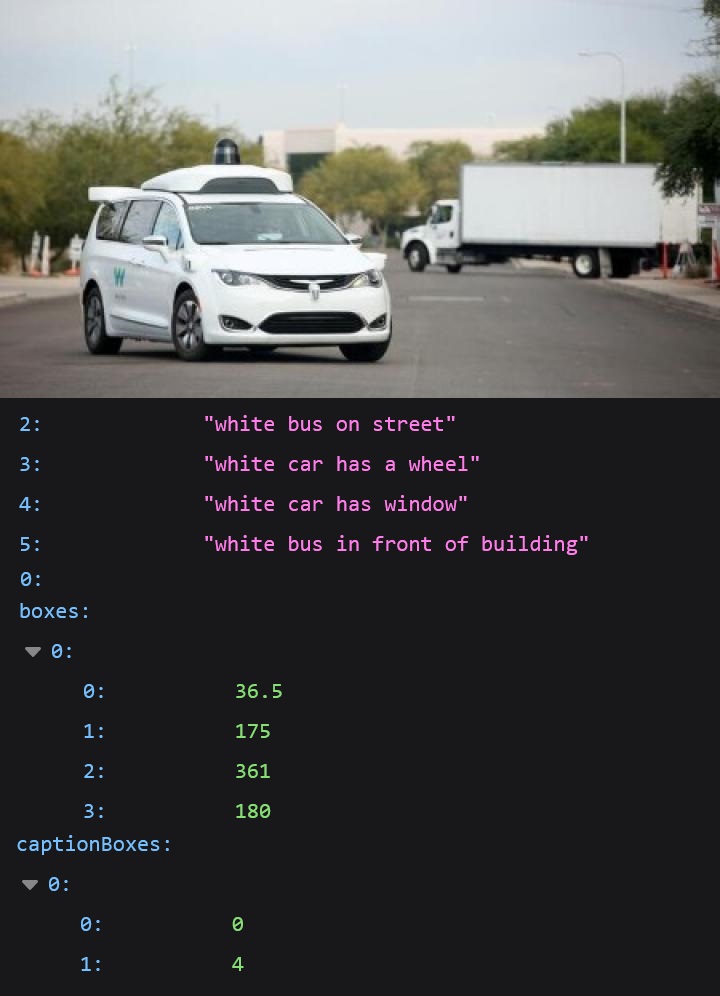 W
2: "white bus on street"
3: "white car has a wheel"
4: "white car has window"
5: "white bus in front of building"
0:
boxes:
0:
0: 36.5
1: 175
2: 361
3: 180
captionBoxes:
0:
0: 0
1: 4